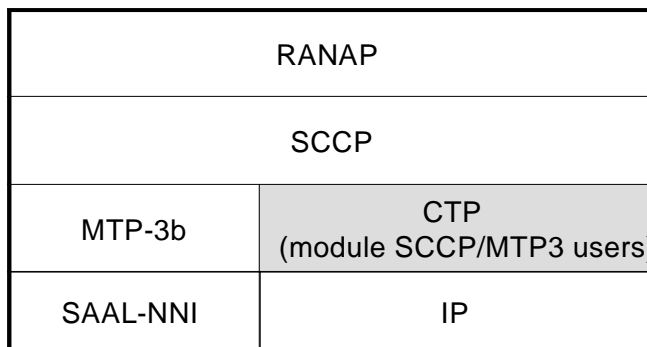 RANAP
SCCP
MTP-3b
CTP
(module SCCP/MTP3 users)
SAAL-NNI
IP